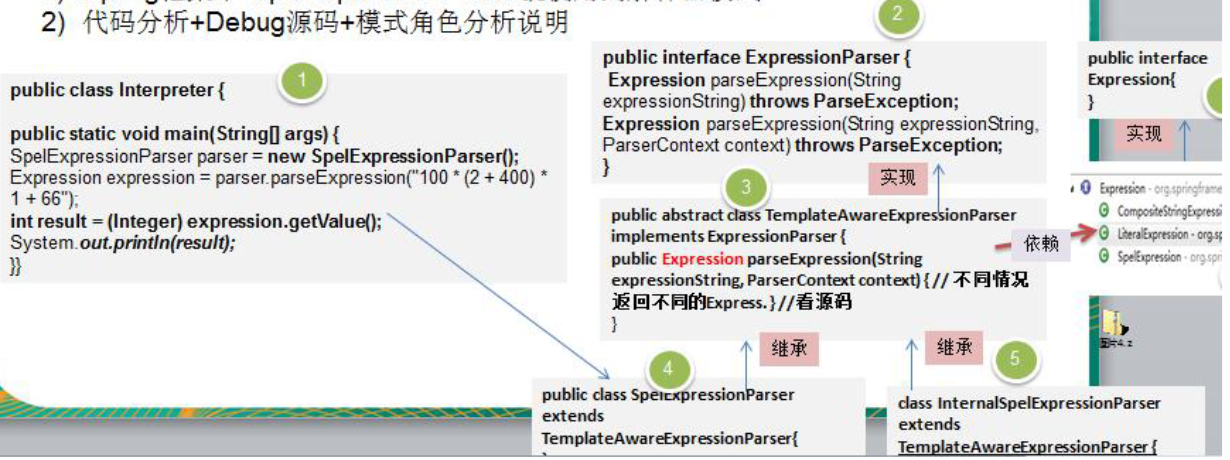 2) 代码分析+Debug源码+模式角色分析说明
1
public class Interpreter {
public static void main(String[] args) {
SpelExpressionParser parser = new SpelExpressionParser();
Expression expression = parser.parseExpression("100 * (2 + 400) *
1 + 66");
int result = (Integer) expression.getValue();
System.out.println(result);
}}
2
public interface ExpressionParser {
Expression parseExpression(String
expressionString) throws ParseException;
Expression parseExpression(String expressionString,
ParserContext context) throws ParseException;
}
实现
3
public abstract class TemplateAwareExpressionParser
implements ExpressionParser {
public Expression parseExpression(String
expressionString, ParserContext context) { // 不同情况
返回不同的Express. } //看源码
}
依赖
继承
继承
4
public class SpelExpressionParser
extends
TemplateAwareExpressionParser{
5
class InternalSpelExpressionParser
extends
TemplateAwareExpressionParser {
public interface
Expression{
}
实现
Expression - org.springframe
CompositeStringExpressi
LiteralExpression - org.sp
SpelExpression - org.spri
图片4. z